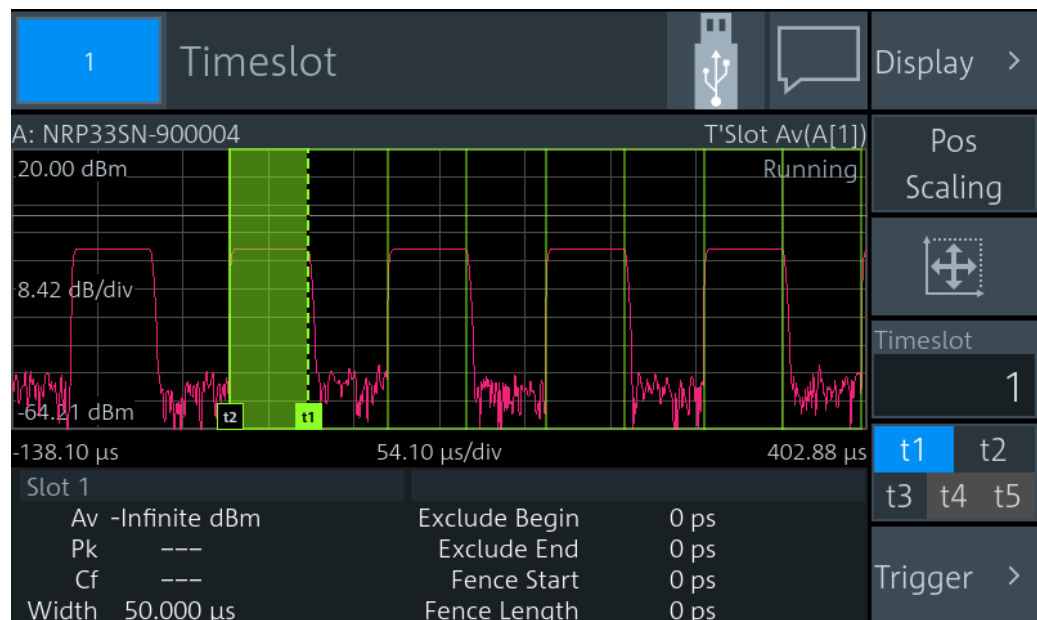 1
Timeslot
Display >
A: NRP33SN-900004
T'Slot Av(A[1])
20.00 dBm
Running
Pos
Scaling
8.42 dB/div
Timeslot
1
-64.21 dBm
t2
t1
-138.10 µs
54.10 µs/div
402.88 µs
t1 t2
t3 t4 t5
Slot 1
Av -Infinite dBm
Exclude Begin 0 ps
Pk ---
Exclude End 0 ps
Cf ---
Fence Start 0 ps
Width 50.000 µs
Fence Length 0 ps
Trigger >